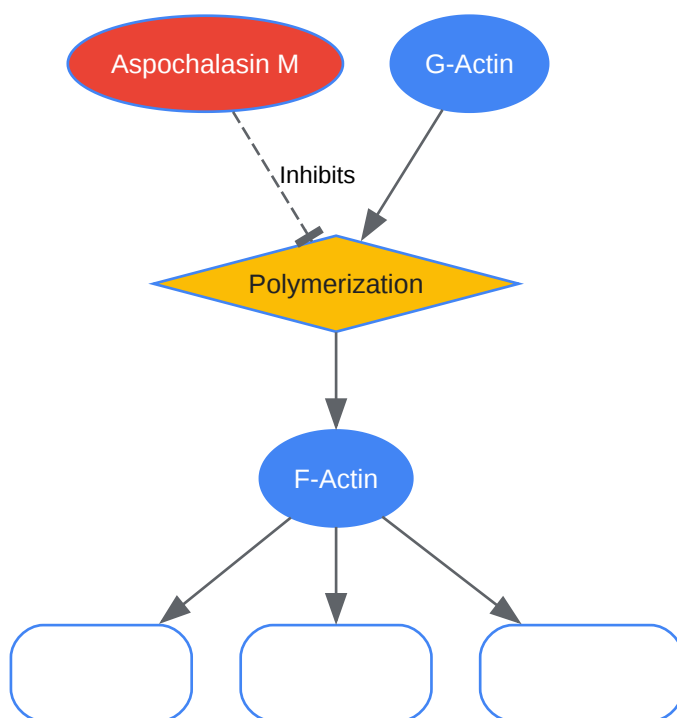 Aspochalasin M
G-Actin
Inhibits
Polymerization
F-Actin